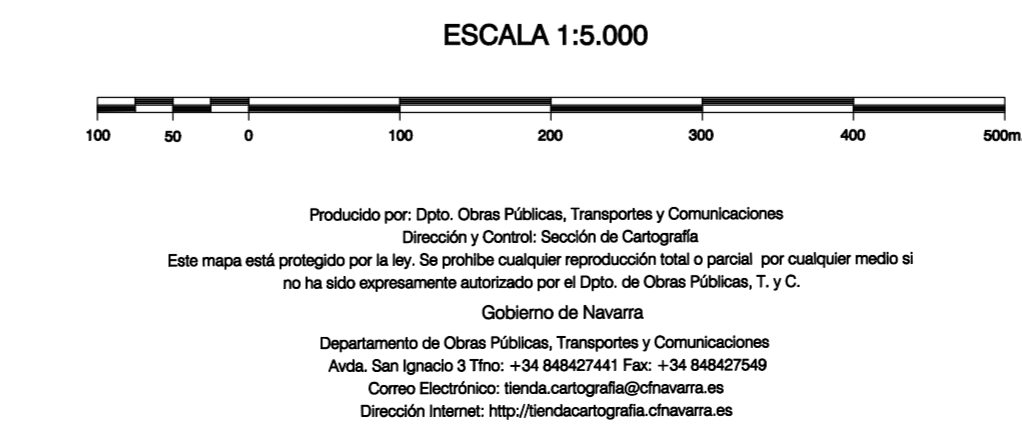 ESCALA 1:5.000
100 50 0 100 200 300 400 500m.
Producido por: Dpto. Obras Públicas, Transportes y Comunicaciones
Dirección y Control: Sección de Cartografía
Este mapa está protegido por la ley. Se prohibe cualquier reproducción total o parcial por cualquier medio si
no ha sido expresamente autorizado por el Dpto. de Obras Públicas, T. y C.
Gobierno de Navarra
Departamento de Obras Públicas, Transportes y Comunicaciones
Avda. San Ignacio 3 Tfno: +34 848427441 Fax: +34 848427549
Correo Electrónico: tienda.cartografia@cfnavarra.es
Dirección Internet: http://tiendacartografia.cfnavarra.es